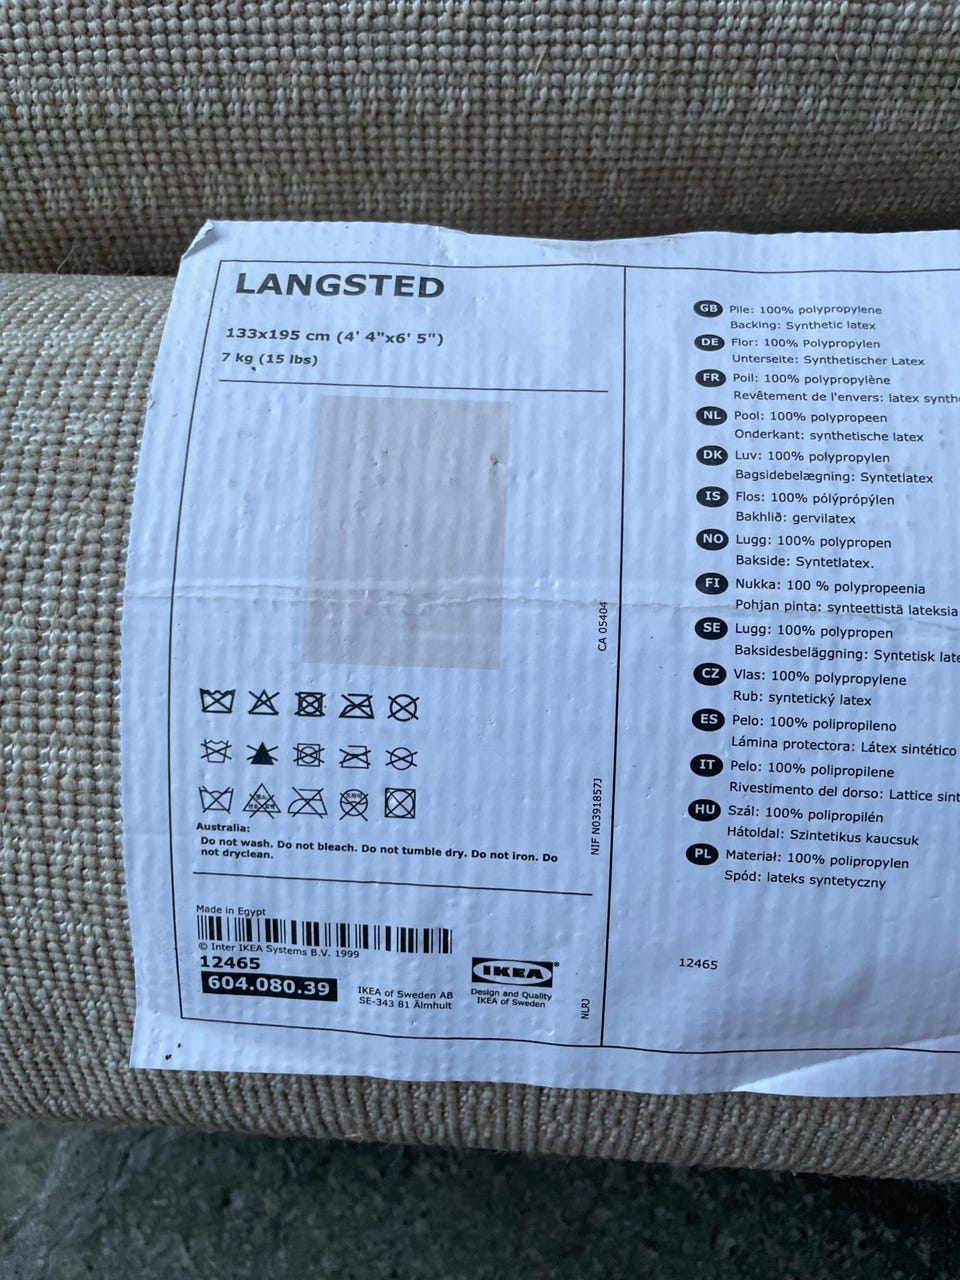 LANGSTED
133x195 cm (4' 4"x6' 5")
7 kg (15 lbs)
CA 05404
NIF N0391857J
NLRJ
Australia:
Do not wash. Do not bleach. Do not tumble dry. Do not iron. Do
not dryclean.
Made in Egypt
© Inter IKEA Systems B.V. 1999
12465
604.080.39
IKEA of Sweden AB
SE-343 81 Älmhult
IKEA®
Design and Quality
IKEA of Sweden
GB Pile: 100% polypropylene
Backing: Synthetic latex
DE Flor: 100% Polypropylen
Unterseite: Synthetischer Latex
FR Poil: 100% polypropylène
Revêtement de l'envers: latex synth
NL Pool: 100% polypropeen
Onderkant: synthetische latex
DK Luv: 100% polypropylen
Bagsidebelægning: Syntetlatex
IS Flos: 100% pólýprópýlen
Bakhlið: gervilatex
NO Lugg: 100% polypropen
Bakside: Syntetlatex.
FI Nukka: 100 % polypropeenia
Pohjan pinta: synteettistä lateksia
SE Lugg: 100% polypropen
Baksidesbeläggning: Syntetisk late
CZ Vlas: 100% polypropylene
Rub: syntetický latex
ES Pelo: 100% polipropileno
Lámina protectora: Látex sintético
IT Pelo: 100% polipropilene
Rivestimento del dorso: Lattice sint
HU Szál: 100% polipropilén
Hátoldal: Szintetikus kaucsuk
PL Materiał: 100% polipropylen
Spód: lateks syntetyczny
12465